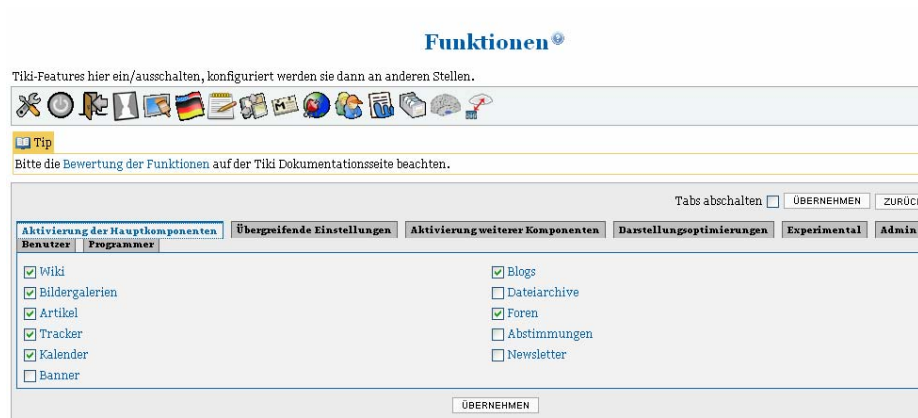 Funktionen
Tiki-Features hier ein/ausschalten, konfiguriert werden sie dann an anderen Stellen.
Tip
Bitte die Bewertung der Funktionen auf der Tiki Dokumentationsseite beachten.
Tabs abschalten ÜBERNEHMEN ZURÜC
Aktivierung der Hauptkomponenten Übergreifende Einstellungen Aktivierung weiterer Komponenten Darstellungsoptimierungen Experimental Admin
Benutzer Programmer
Wiki Blogs
Bildergalerien Dateiarchive
Artikel Foren
Tracker Abstimmungen
Kalender Newsletter
Banner
ÜBERNEHMEN